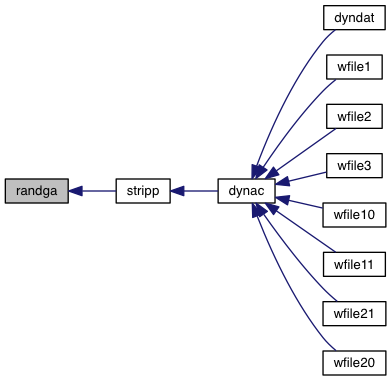 dyndat
wfile1
wfile2
wfile3
randga
stripp
dynac
wfile10
wfile11
wfile21
wfile20